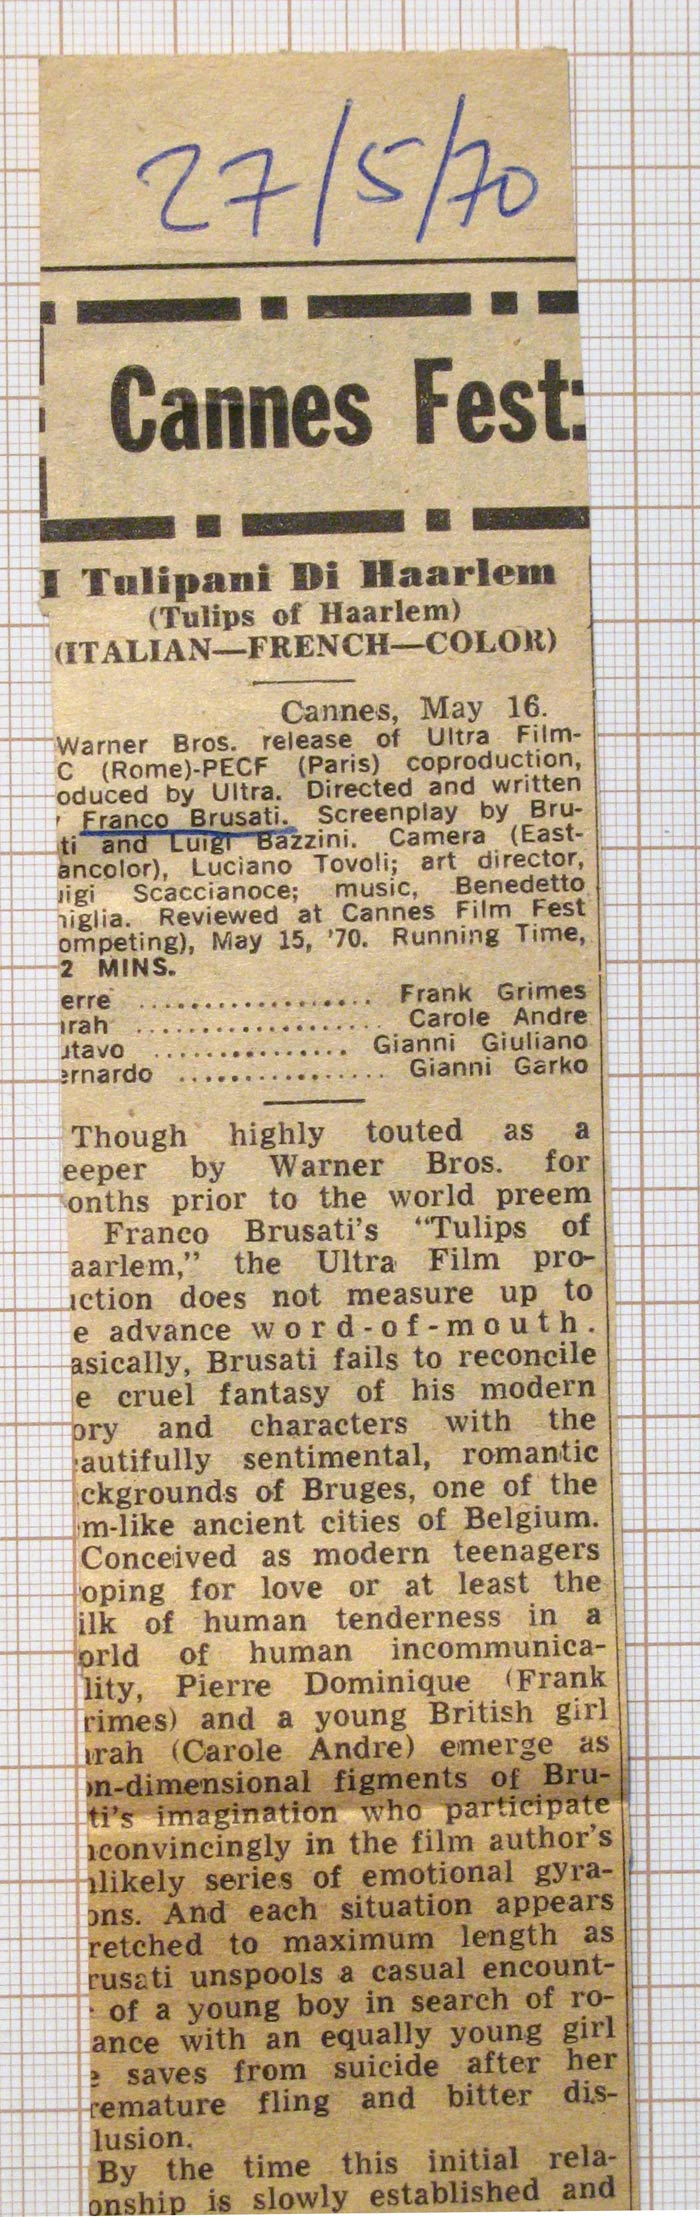 27/5/70
Cannes Fest:
I Tulipani Di Haarlem
(Tulips of Haarlem)
(ITALIAN—FRENCH—COLOR)
Cannes, May 16.
Warner Bros. release of Ultra Film-
C (Rome)-PECF (Paris) coproduction,
oduced by Ultra. Directed and written
Franco Brusati. Screenplay by Bru-
ti and Luigi Bazzini. Camera (East-
ancolor), Luciano Tovoli; art director,
uigi Scaccianoce; music, Benedetto
niglia. Reviewed at Cannes Film Fest
ompeting), May 15, '70. Running Time,
2 MINS.
erre .................... Frank Grimes
rah .................... Carole Andre
tavo ................ Gianni Giuliano
ernardo ................. Gianni Garko
Though highly touted as a
eeper by Warner Bros. for
onths prior to the world preem
Franco Brusati's "Tulips of
aarlem," the Ultra Film pro-
ction does not measure up to
e advance word-of-mouth.
asically, Brusati fails to reconcile
e cruel fantasy of his modern
ory and characters with the
autifully sentimental, romantic
ckgrounds of Bruges, one of the
m-like ancient cities of Belgium.
Conceived as modern teenagers
oping for love or at least the
ilk of human tenderness in a
orld of human incommunica-
lity, Pierre Dominique (Frank
rimes) and a young British girl
rah (Carole Andre) emerge as
on-dimensional figments of Bru-
ti's imagination who participate
convincingly in the film author's
likely series of emotional gyra-
ons. And each situation appears
retched to maximum length as
rusati unspools a casual encount-
of a young boy in search of ro-
ance with an equally young girl
e saves from suicide after her
remature fling and bitter dis-
lusion.
By the time this initial rela-
onship is slowly established and